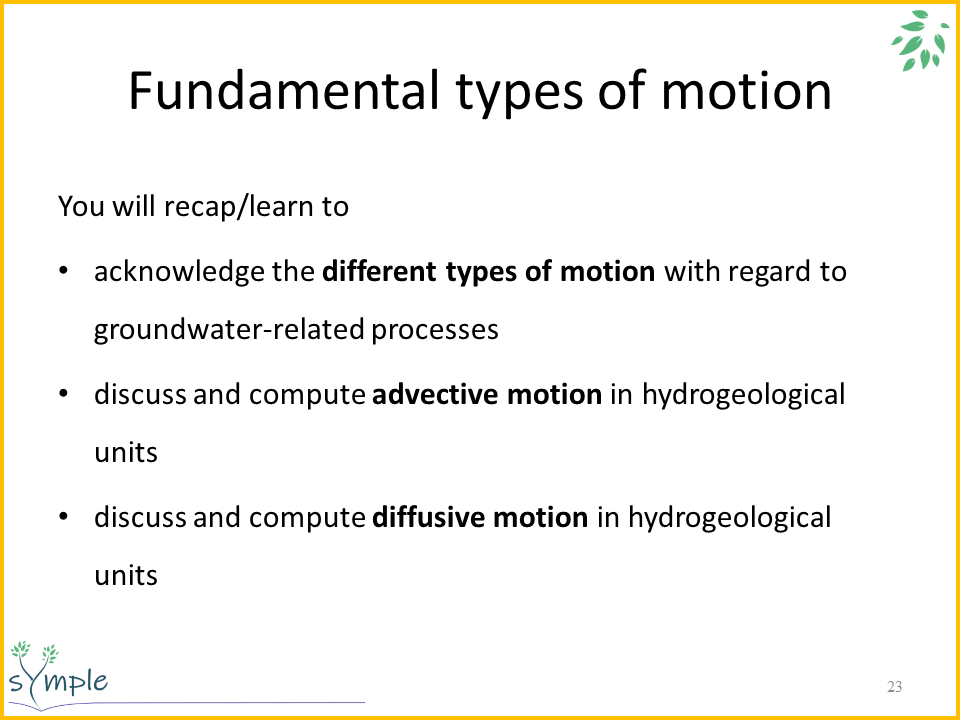 Fundamental types of motion
You will recap/learn to
• acknowledge the different types of motion with regard to
groundwater-related processes
• discuss and compute advective motion in hydrogeological
units
• discuss and compute diffusive motion in hydrogeological
units
sYmple
23